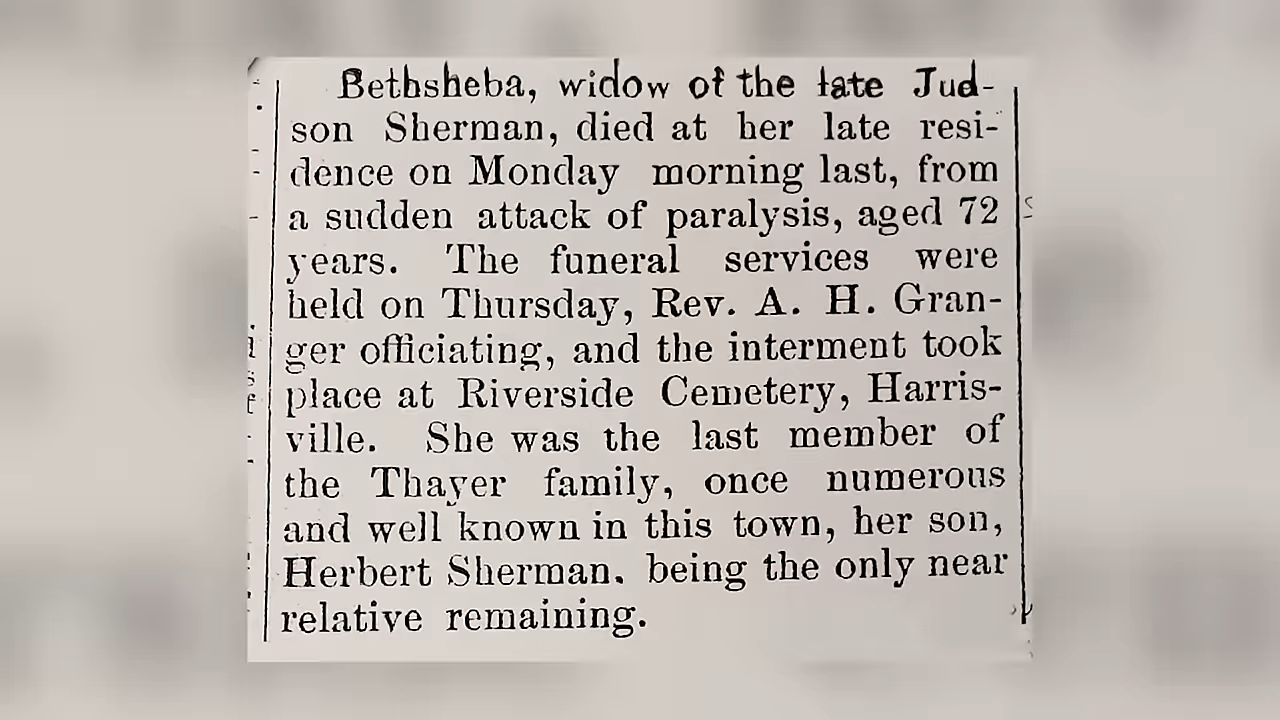 Bethsheba, widow of the late Jud-
son Sherman, died at her late resi-
dence on Monday morning last, from
a sudden attack of paralysis, aged 72
years. The funeral services were
held on Thursday, Rev. A. H. Gran-
ger officiating, and the interment took
place at Riverside Cemetery, Harris-
ville. She was the last member of
the Thayer family, once numerous
and well known in this town, her son,
Herbert Sherman. being the only near
relative remaining.